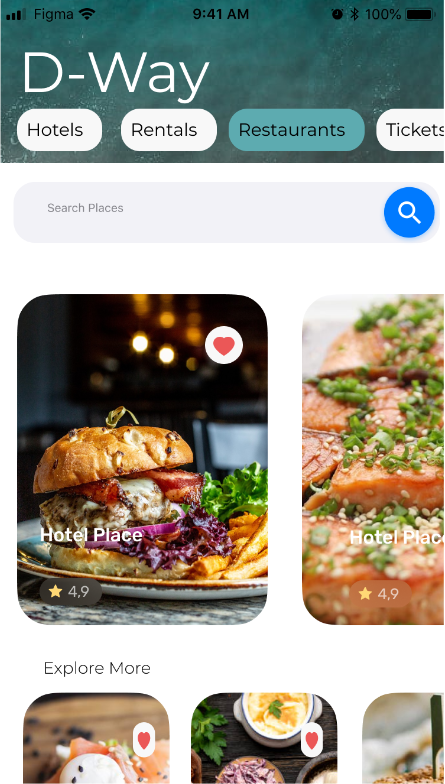 Figma 9:41 AM 100%
D-Way
Hotels Rentals Restaurants Tickets
Search Places
Hotel Place Hotel Plac
4,9 4,9
Explore More